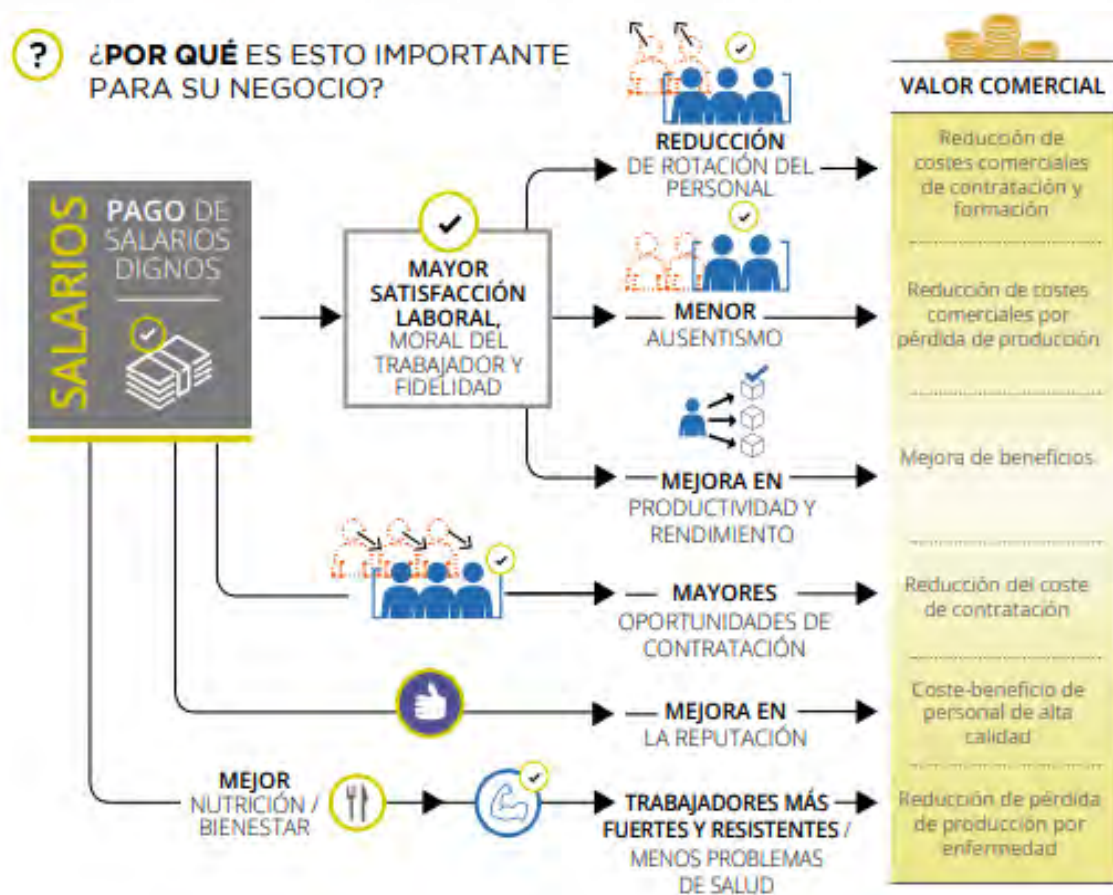 ?
¿POR QUÉ ES ESTO IMPORTANTE
PARA SU NEGOCIO?
SALARIOS
PAGO DE
SALARIOS
DIGNOS
MAYOR
SATISFACCIÓN
LABORAL,
MORAL DEL
TRABAJADOR Y
FIDELIDAD
REDUCCIÓN
DE ROTACIÓN DEL
PERSONAL
MENOR
AUSENTISMO
MEJORA EN
PRODUCTIVIDAD Y
RENDIMIENTO
MAYORES
OPORTUNIDADES DE
CONTRATACIÓN
MEJORA EN
LA REPUTACIÓN
MEJOR
NUTRICIÓN /
BIENESTAR
TRABAJADORES MÁS
FUERTES Y RESISTENTES /
MENOS PROBLEMAS
DE SALUD
VALOR COMERCIAL
Reducción de
costes comerciales
de contratación y
formación
Reducción de costes
comerciales por
pérdida de producción
Mejora de beneficios
Reducción del coste
de contratación
Coste-beneficio de
personal de alta
calidad
Reducción de pérdida
de producción por
enfermedad